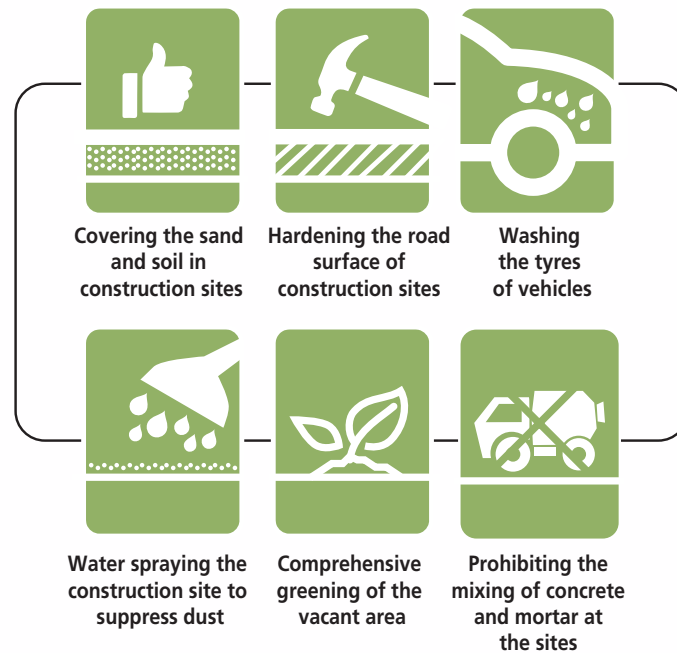 Covering the sand
and soil in
construction sites
Hardening the road
surface of
construction sites
Washing
the tyres
of vehicles
Water spraying the
construction site to
suppress dust
Comprehensive
greening of the
vacant area
Prohibiting the
mixing of concrete
and mortar at
the sites